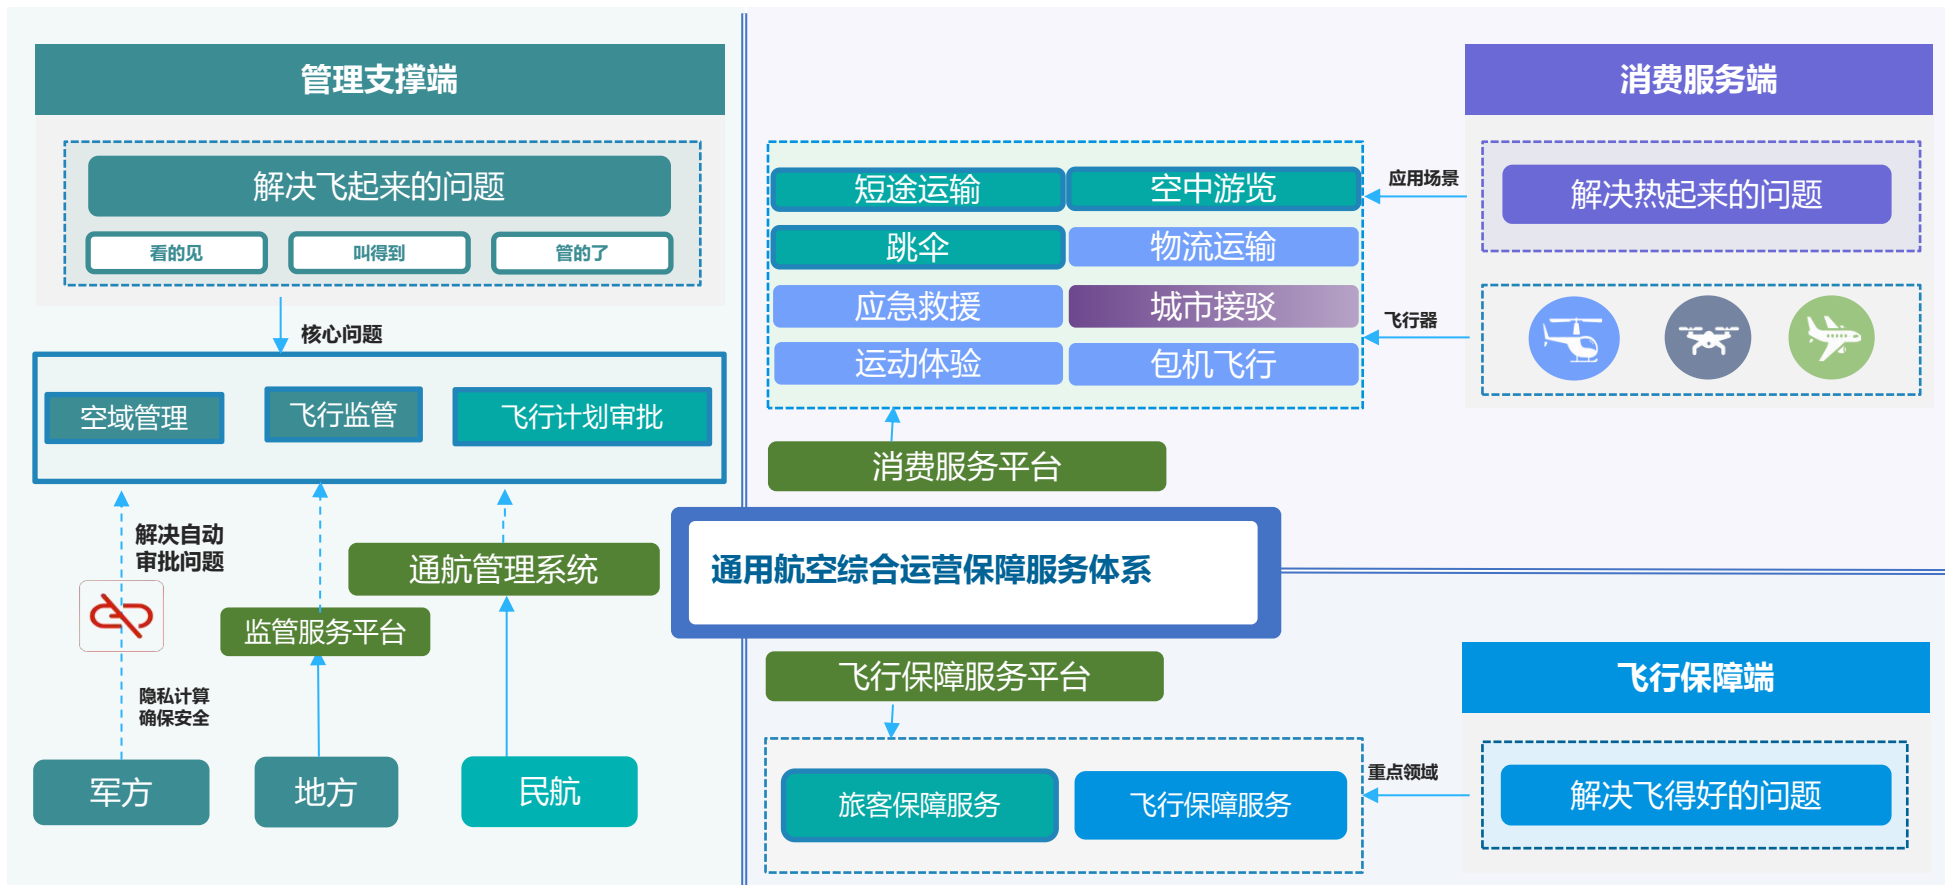 管理支撑端
解决飞起来的问题
看的见
叫得到
管的了
核心问题
空域管理
飞行监管
飞行计划审批
解决自动
审批问题
通航管理系统
监管服务平台
隐私计算
确保安全
军方
地方
民航
消费服务端
解决热起来的问题
应用场景
飞行器
短途运输
空中游览
跳伞
物流运输
应急救援
城市接驳
运动体验
包机飞行
消费服务平台
通用航空综合运营保障服务体系
飞行保障服务平台
旅客保障服务
飞行保障服务
重点领域
飞行保障端
解决飞得好的问题